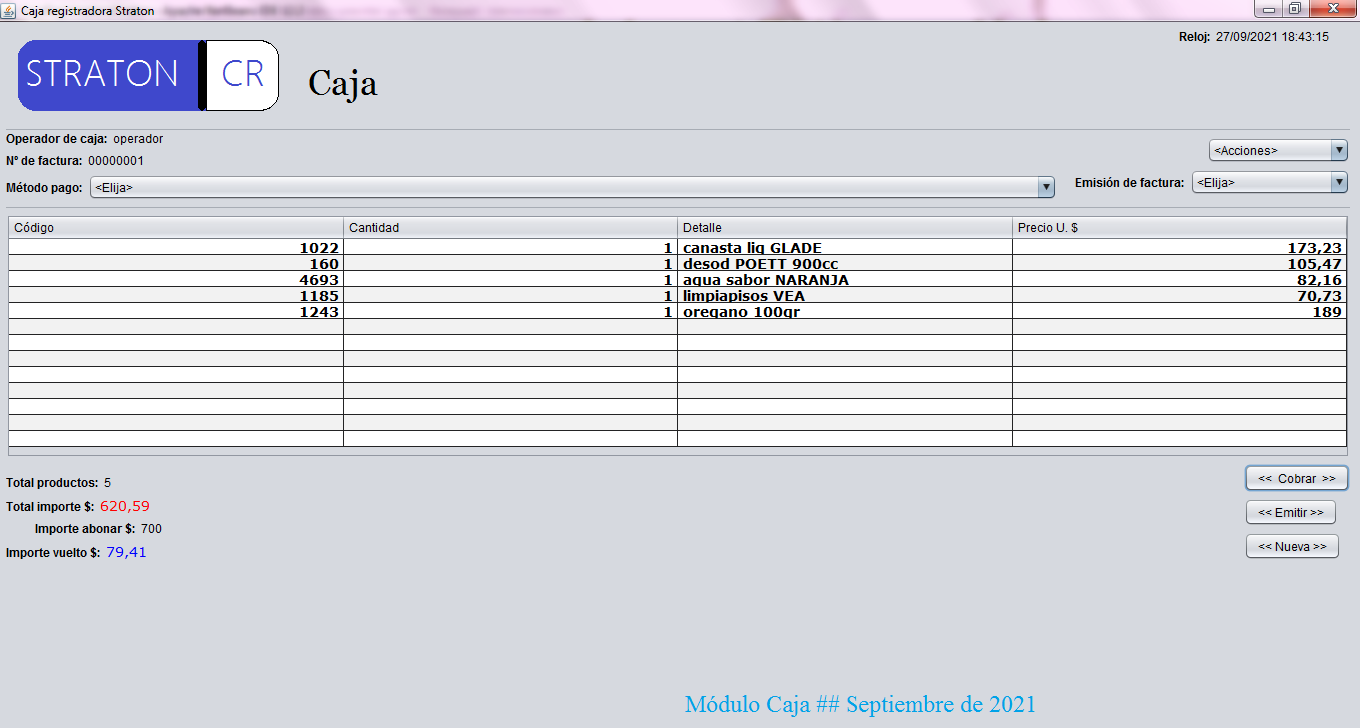 Caja registradora Straton
Reloj: 27/09/2021 18:43:15
STRATON CR
Caja
Operador de caja: operador
Nº de factura: 00000001
<Acciones>
Método pago: <Elija>
Emisión de factura: <Elija>
Código Cantidad Detalle Precio U. $
1022 1 canasta liq GLADE 173,23
160 1 desod POETT 900cc 105,47
4693 1 agua sabor NARANJA 82,16
1185 1 limpiapisos VEA 70,73
1243 1 oregano 100gr 189
Total productos: 5
<< Cobrar >>
Total importe $: 620,59
<< Emitir >>
Importe abonar $: 700
Importe vuelto $: 79,41
<< Nueva >>
Módulo Caja ## Septiembre de 2021